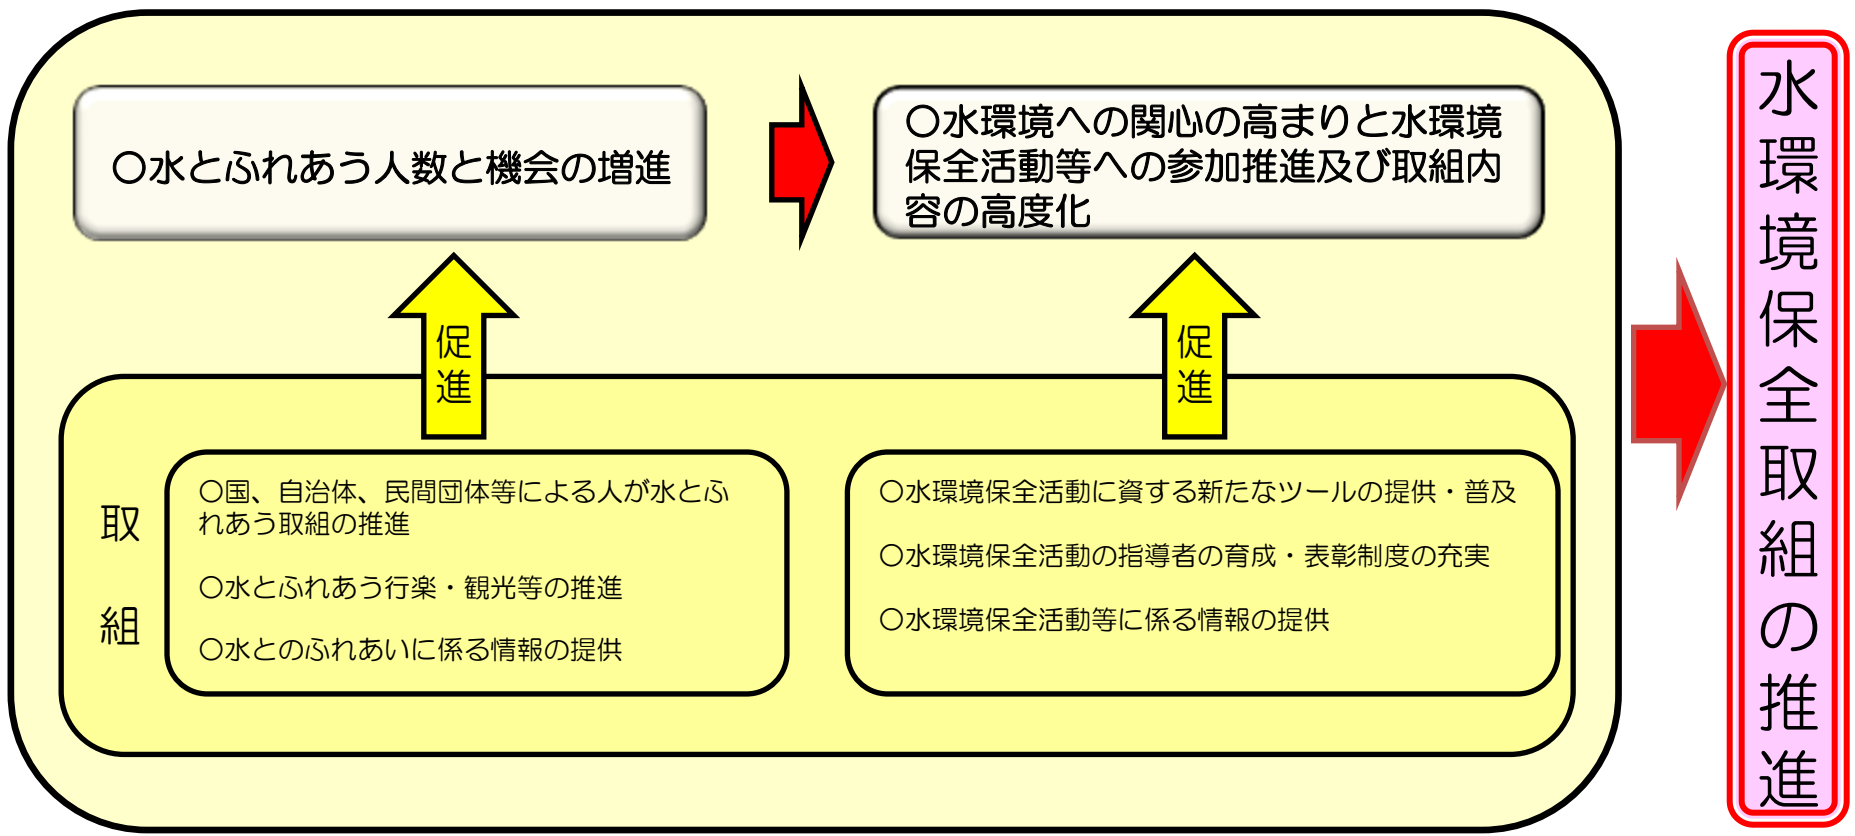 〇水とふれあう人数と機会の増進
〇水環境への関心の高まりと水環境
保全活動等への参加推進及び取組内
容の高度化
促
進
促
進
取
組
〇国、自治体、民間団体等による人が水とふ
れあう取組の推進
〇水とふれあう行楽・観光等の推進
〇水とのふれあいに係る情報の提供
〇水環境保全活動に資する新たなツールの提供・普及
〇水環境保全活動の指導者の育成・表彰制度の充実
〇水環境保全活動等に係る情報の提供
水環境保全取組の推進